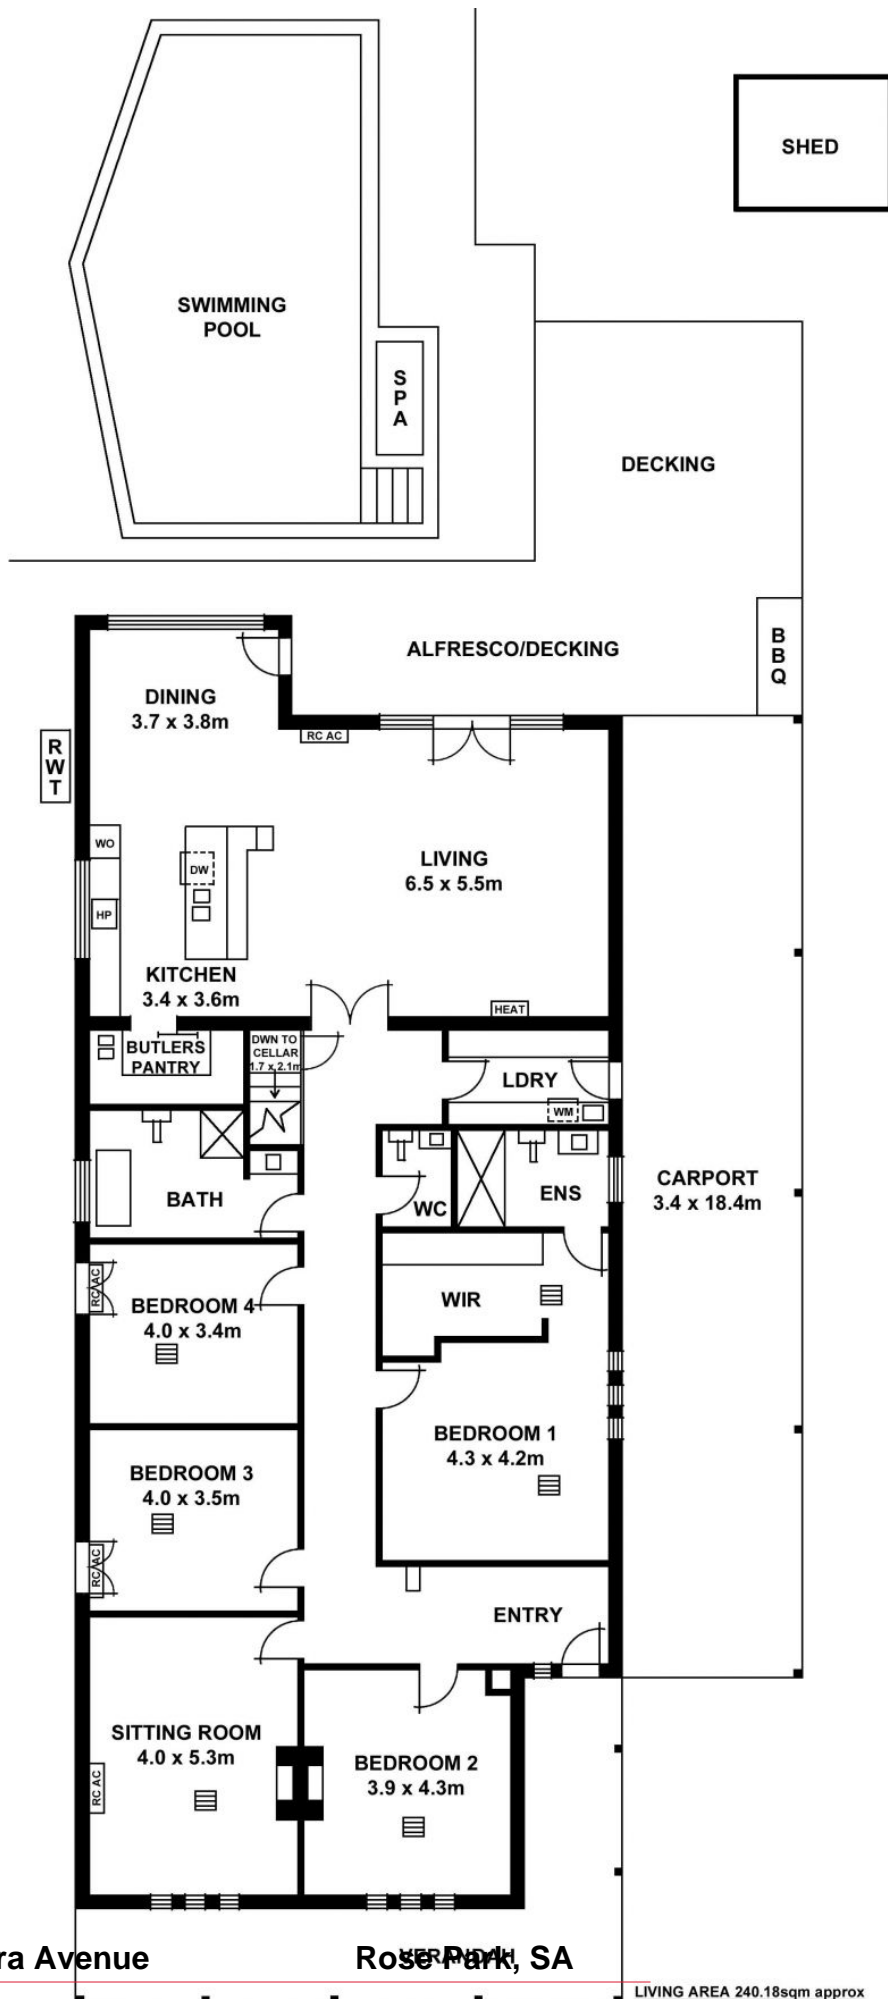 SHED
SWIMMING
POOL
S
P
A
DECKING
ALFRESCO/DECKING
B
B
Q
DINING
3.7 x 3.8m
RC AC
R
W
T
WO
DW
HP
LIVING
6.5 x 5.5m
KITCHEN
3.4 x 3.6m
HEAT
BUTLERS
PANTRY
DWN TO
CELLAR
1.7 x 2.1m
LDRY
WM
CARPORT
3.4 x 18.4m
BATH
WC
ENS
RC AC
BEDROOM 4
4.0 x 3.4m
WIR
BEDROOM 1
4.3 x 4.2m
BEDROOM 3
4.0 x 3.5m
RC AC
ENTRY
SITTING ROOM
4.0 x 5.3m
RC AC
BEDROOM 2
3.9 x 4.3m
ra Avenue
Rose Park, SA
VERANDAH
LIVING AREA 240.18sqm approx